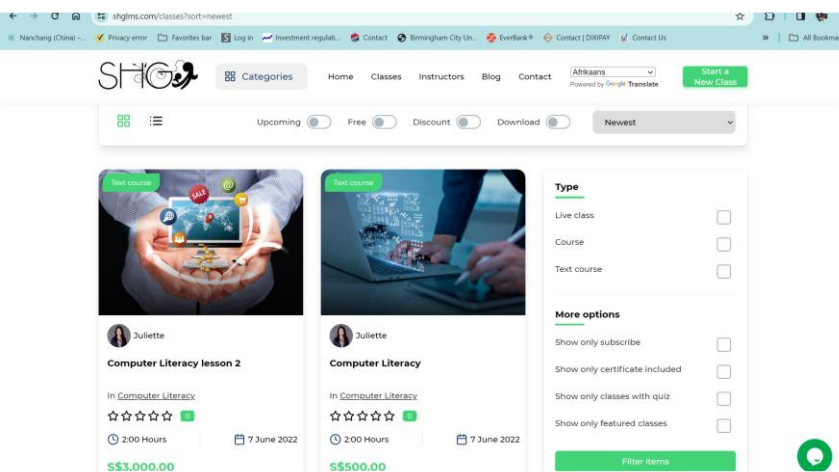 shglms.com/classes?sort=newest
Nanchang (China) –... Privacy error Favorites bar Log in Investment regulati... Contact Birmingham City Un... EverBank® Contact | DIXIPAY Contact Us » All Bookma
SHG Categories Home Classes Instructors Blog Contact Afrikaans Start a
Powered by Google Translate New Class
Upcoming Free Discount Download Newest
Text course Text course
SALE @
Type
Live class
Course
Text course
More options
Juliette Juliette
Show only subscribe
Computer Literacy lesson 2 Computer Literacy
Show only certificate included
In Computer Literacy In Computer Literacy
Show only classes with quiz
0 0
Show only featured classes
2:00 Hours 7 June 2022 2:00 Hours 7 June 2022
S$3,000.00 S$500.00
Filter items